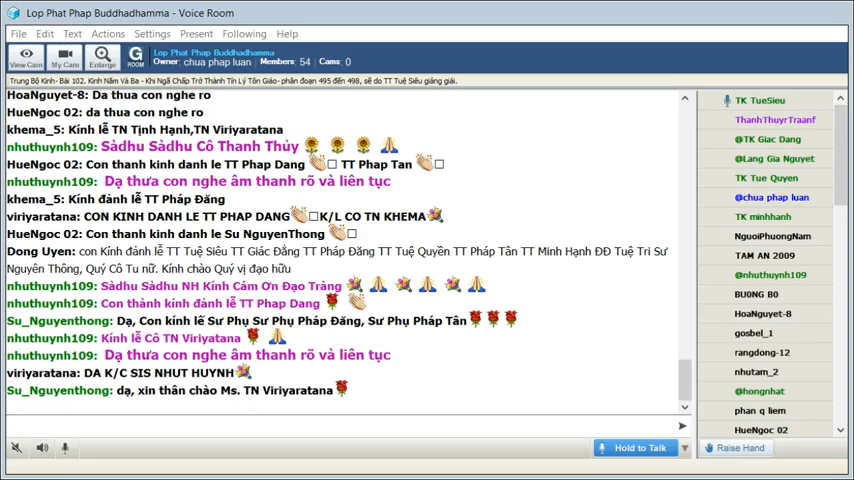 Lop Phat Phap Buddhadhamma - Voice Room
File Edit Text Actions Settings Present Following Help
View Cam My Cam Enlarge G ROOM Lop Phat Phap Buddhadhamma
Owner: chua phap luan Members: 54 Cams: 0
Trung Bộ Kinh- Bài 102. Kinh Năm Và Ba - Khi Ngã Chấp Trở Thành Tín Lý Tôn Giáo- phân đoạn 495 đến 498, sẽ do TT Tuệ Siêu giảng giải.
HoaNguyet-8: Da thua con nghe ro
HueNgoc 02: da thua con nghe ro
khema_5: Kính lễ TN Tịnh Hạnh,TN Viriyaratana
nhuthuynh109: Sàdhu Sàdhu Cô Thanh Thủy 🌻 🌻 🌻 🙏
HueNgoc 02: Con thanh kinh danh le TT Phap Dang 👏□ TT Phap Tan 👏□
nhuthuynh109: Dạ thưa con nghe âm thanh rõ và liên tục
khema_5: Kính đảnh lễ TT Pháp Đăng
viriyaratana: CON KINH DANH LE TT PHAP DANG👏□K/L CO TN KHEMA💐
HueNgoc 02: Con thanh kinh danh le Su NguyenThong 👏□
Dong Uyen: con Kính đảnh lễ TT Tuệ Siêu TT Giác Đẳng TT Pháp Đăng TT Tuệ Quyền TT Pháp Tân TT Minh Hạnh ĐĐ Tuệ Tri Sư
Nguyên Thông, Quý Cô Tu nữ. Kính chào Quý vị đạo hữu
nhuthuynh109: Sàdhu Sàdhu NH Kính Cám Ơn Đạo Tràng 💐 🙏 💐 🙏 💐 🙏
nhuthuynh109: Con thành kính đảnh lễ TT Phap Dang 🌹 👏
Su_Nguyenthong: Dạ, Con kính lễ Sư Phụ Sư Phụ Pháp Đăng, Sư Phụ Pháp Tân🌹🌹🌹
nhuthuynh109: Kính lễ Cô TN Viriyatana 🌹 🙏
nhuthuynh109: Dạ thưa con nghe âm thanh rõ và liên tục
viriyaratana: DA K/C SIS NHUT HUYNH💐
Su_Nguyenthong: dạ, xin thân chào Ms. TN Viriyaratana🌹
Hold to Talk
TK TueSieu
ThanhThuyrTraanf
@TK Giac Dang
@Lang Gia Nguyet
TK Tue Quyen
@chua phap luan
TK minhhanh
NguoiPhuongNam
TAM AN 2009
@nhuthuynh109
BU0NG B0
HoaNguyet-8
gosbel_1
rangdong-12
nhutam_2
@hongnhat
phan q liem
HueNgoc 02
Raise Hand